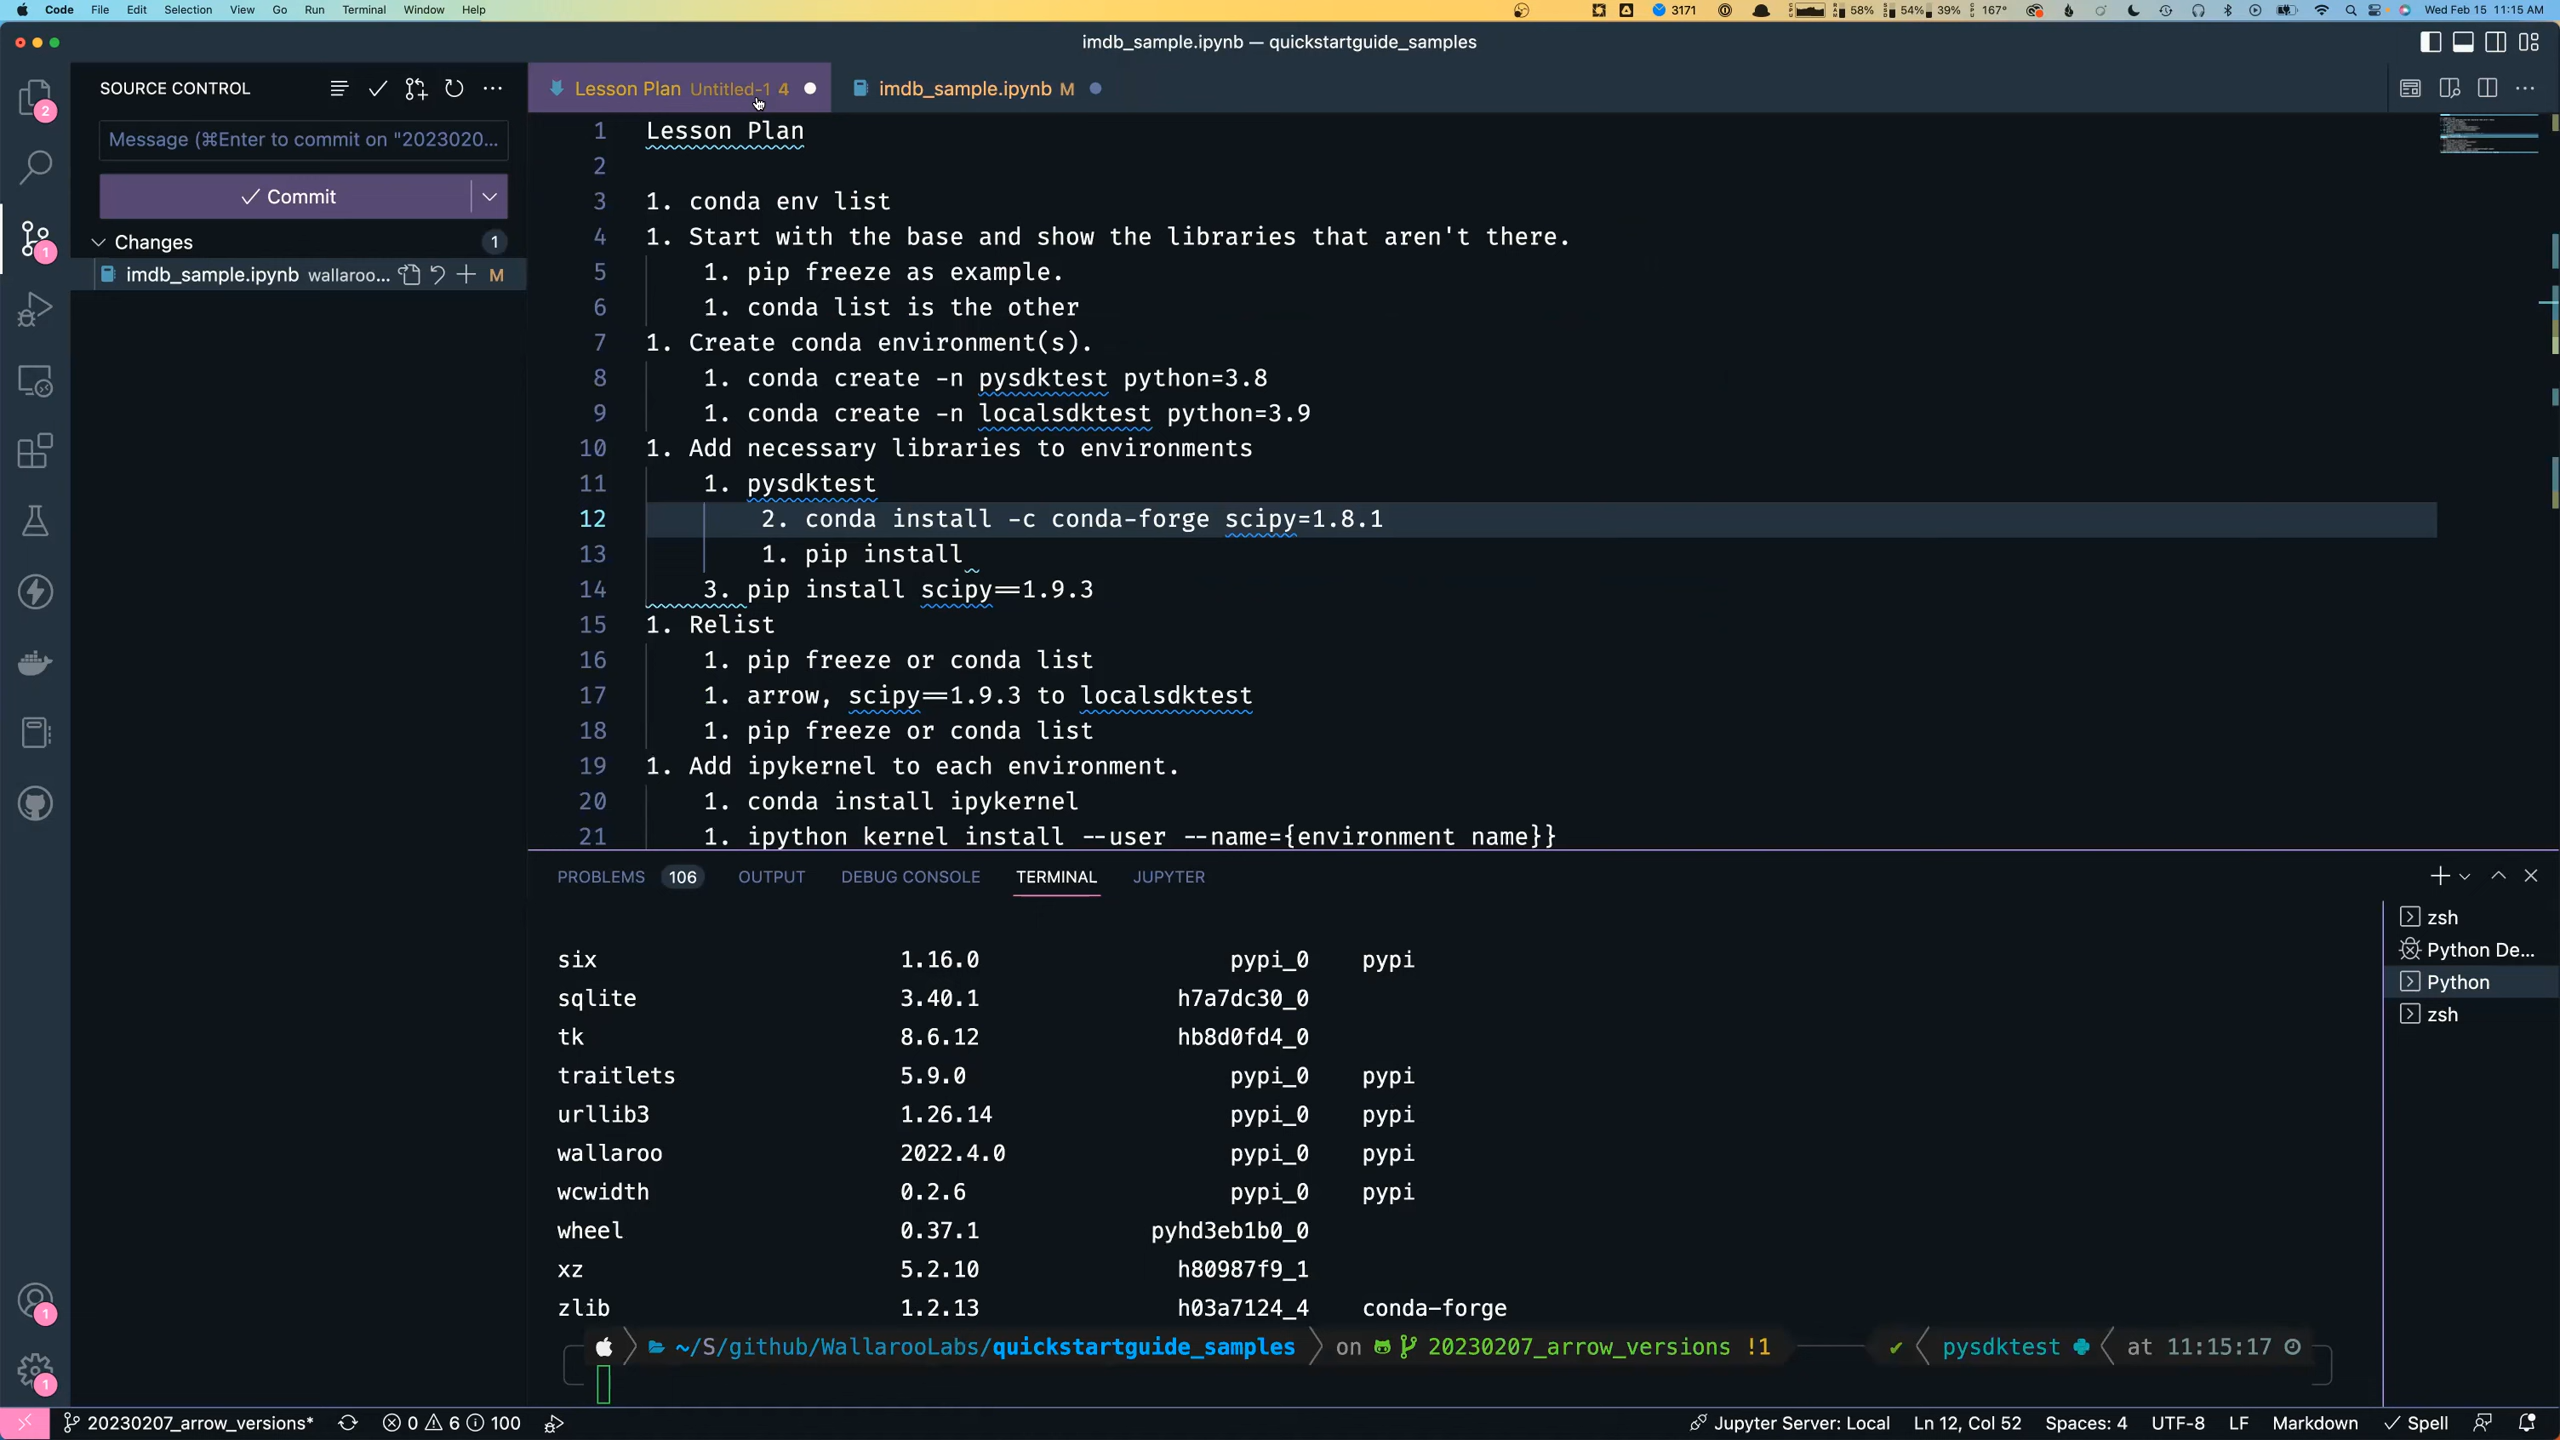 Code File Edit Selection View Go Run Terminal Window Help 3171 58% 54% 39% 167° Wed Feb 15 11:15 AM
imdb_sample.ipynb — quickstartguide_samples
SOURCE CONTROL
Lesson Plan Untitled-1 4
imdb_sample.ipynb M
2
Message (⌘Enter to commit on "2023020...
Commit
Changes 1
1
imdb_sample.ipynb wallaroo... M
1 Lesson Plan
2
3 1. conda env list
4 1. Start with the base and show the libraries that aren't there.
5 1. pip freeze as example.
6 1. conda list is the other
7 1. Create conda environment(s).
8 1. conda create -n pysdktest python=3.8
9 1. conda create -n localsdktest python=3.9
10 1. Add necessary libraries to environments
11 1. pysdktest
12 2. conda install -c conda-forge scipy=1.8.1
13 1. pip install
14 3. pip install scipy==1.9.3
15 1. Relist
16 1. pip freeze or conda list
17 1. arrow, scipy==1.9.3 to localsdktest
18 1. pip freeze or conda list
19 1. Add ipykernel to each environment.
20 1. conda install ipykernel
21 1. ipython kernel install --user --name={environment name}}
PROBLEMS 106 OUTPUT DEBUG CONSOLE TERMINAL JUPYTER
six 1.16.0 pypi_0 pypi
sqlite 3.40.1 h7a7dc30_0
tk 8.6.12 hb8d0fd4_0
traitlets 5.9.0 pypi_0 pypi
urllib3 1.26.14 pypi_0 pypi
wallaroo 2022.4.0 pypi_0 pypi
wcwidth 0.2.6 pypi_0 pypi
wheel 0.37.1 pyhd3eb1b0_0
xz 5.2.10 h80987f9_1
zlib 1.2.13 h03a7124_4 conda-forge
~/S/github/WallarooLabs/quickstartguide_samples on 20230207_arrow_versions !1 ✔ pysdktest at 11:15:17
zsh
Python De...
Python
zsh
1
1
20230207_arrow_versions* 0 6 100 Jupyter Server: Local Ln 12, Col 52 Spaces: 4 UTF-8 LF Markdown Spell